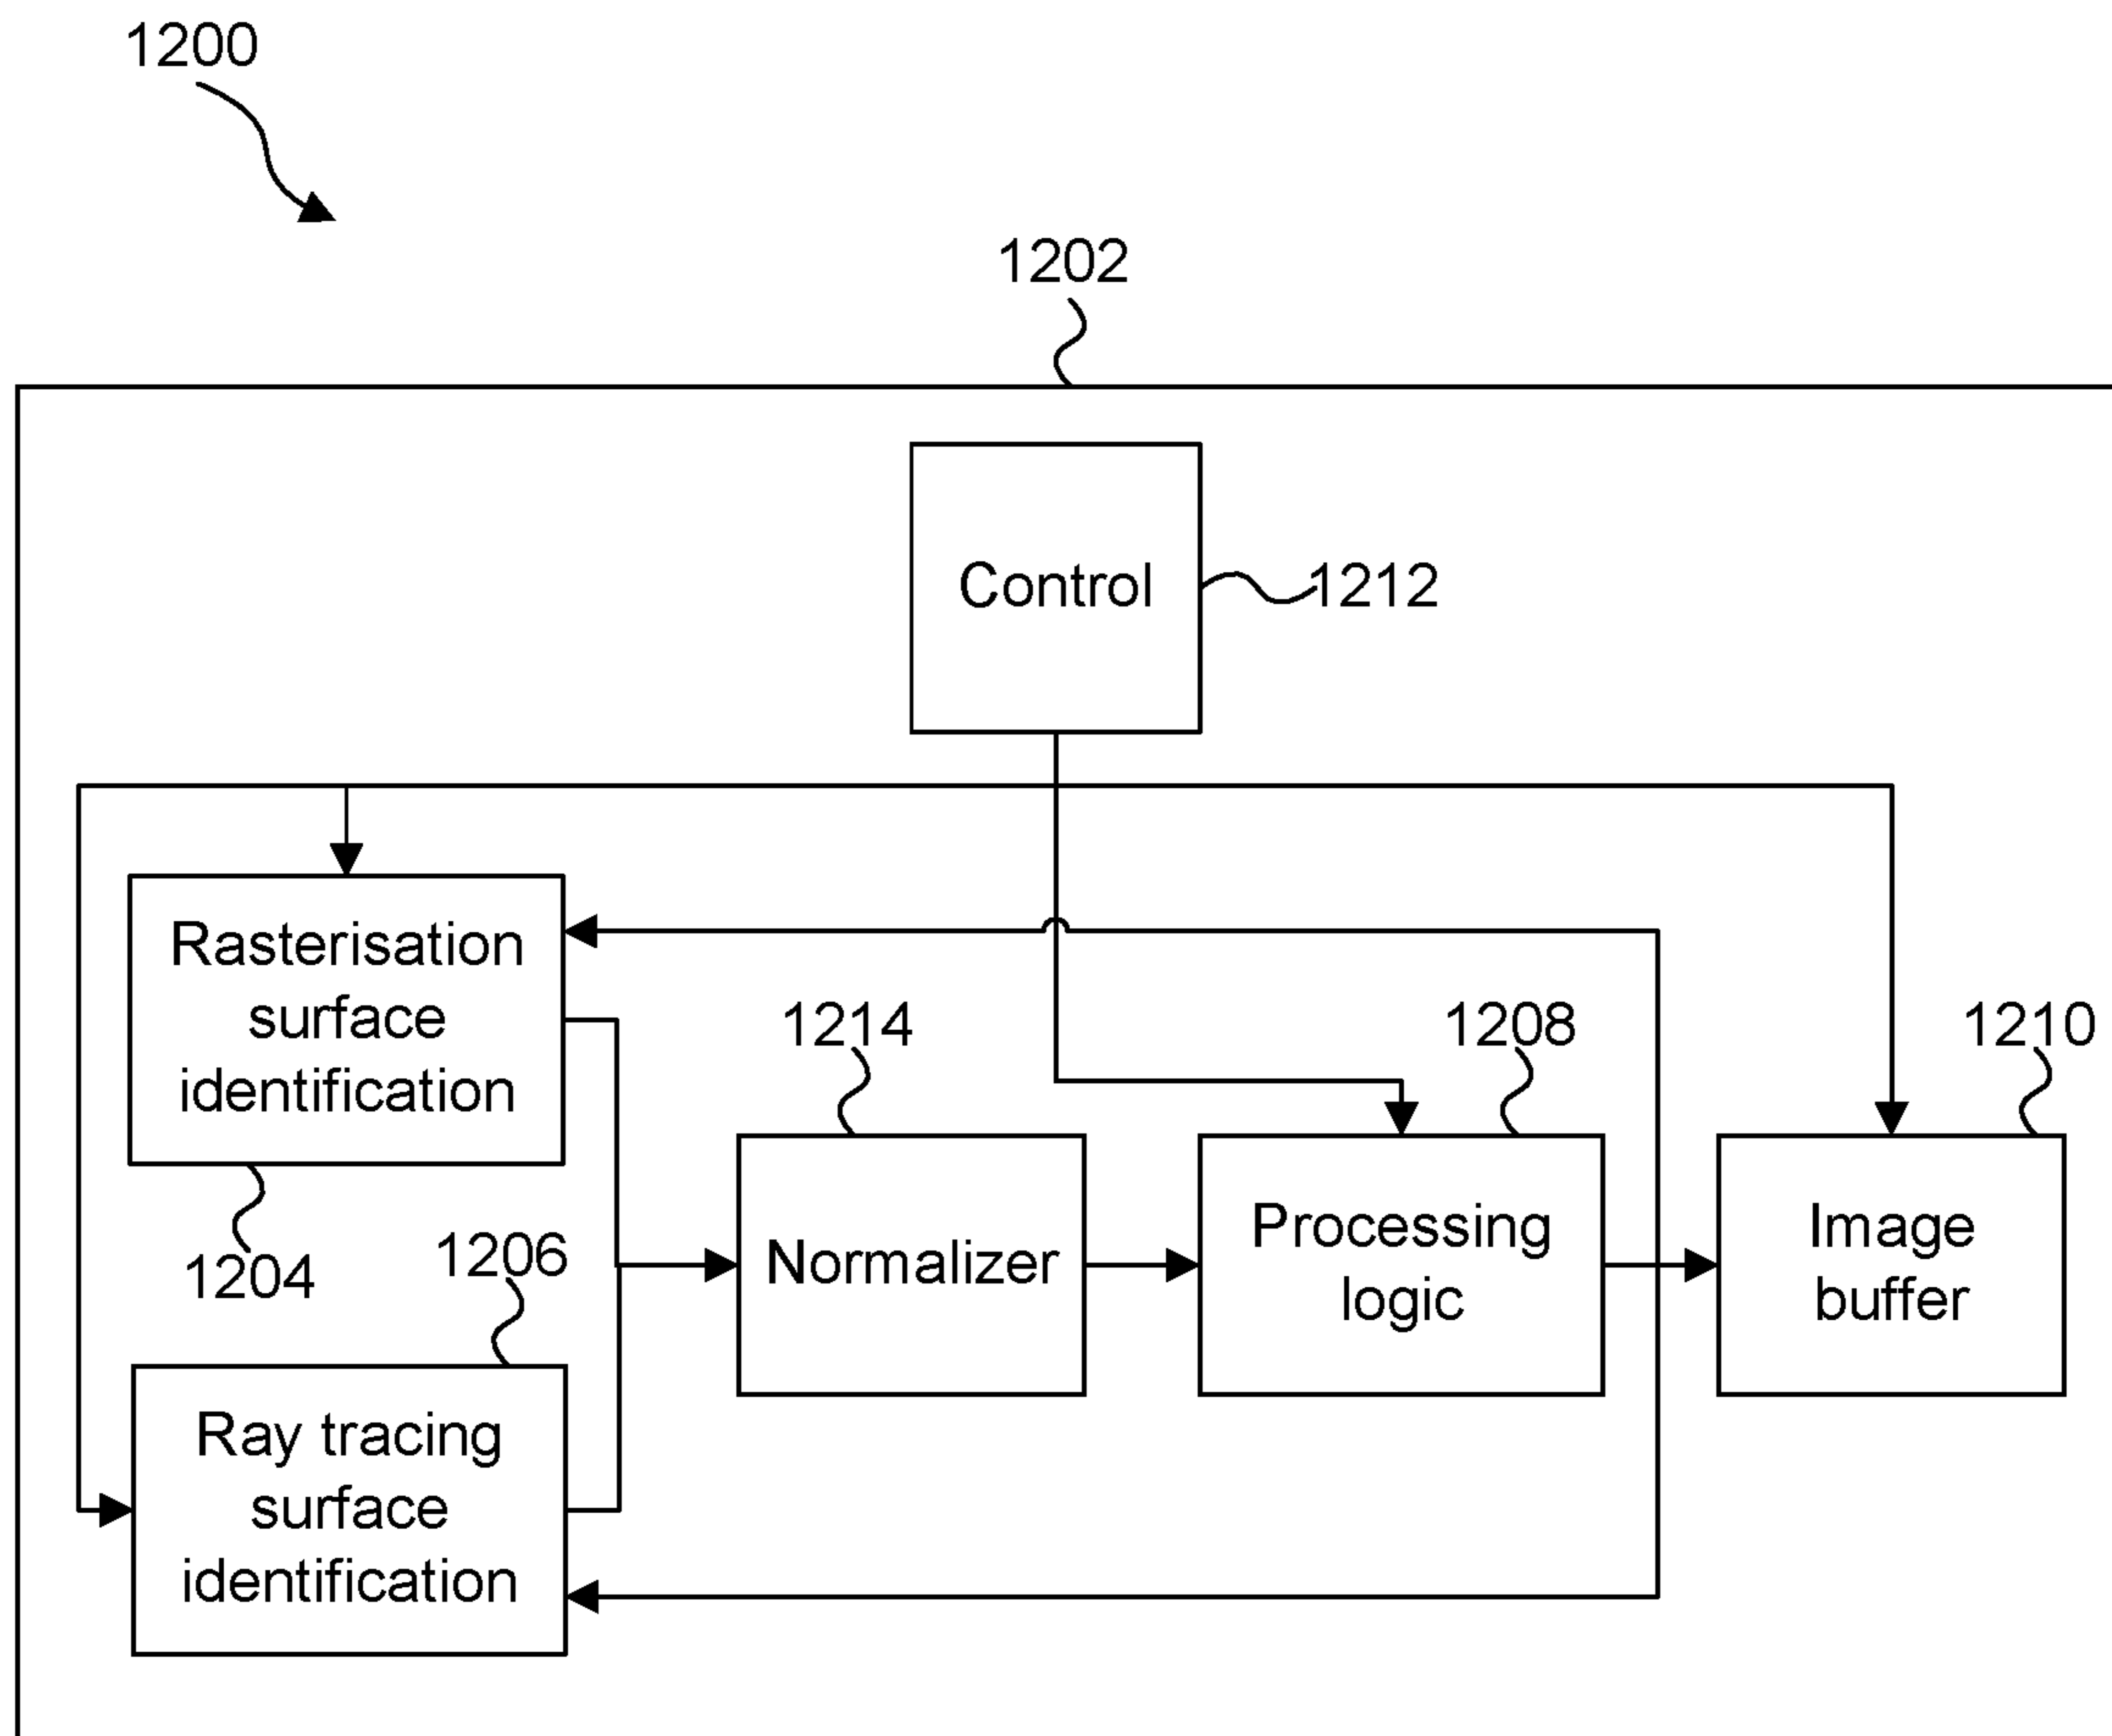 1200
1202
Control
1212
Rasterisation
surface
identification
1204
1214
1208
1210
Normalizer
Processing
logic
Image
buffer
1206
Ray tracing
surface
identification